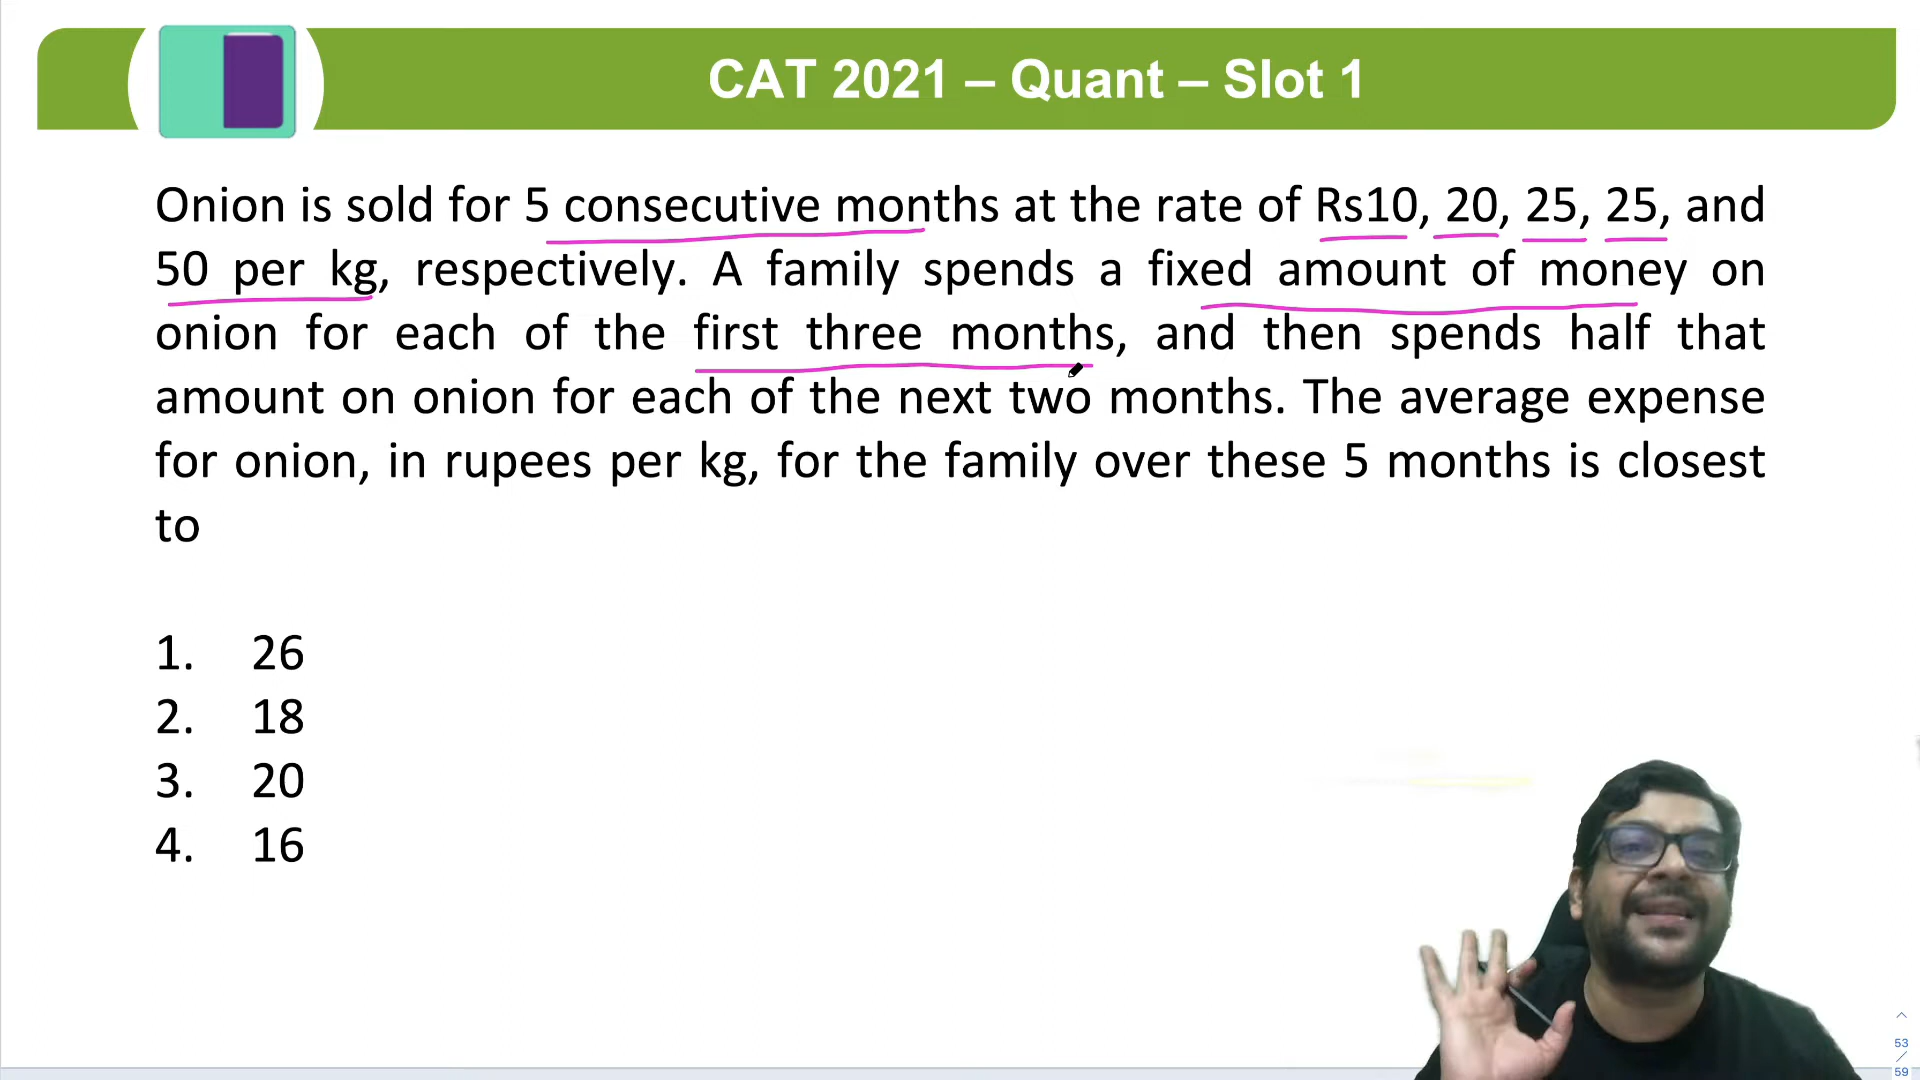 CAT 2021 – Quant – Slot 1
Onion is sold for 5 consecutive months at the rate of Rs10, 20, 25, 25, and
50 per kg, respectively. A family spends a fixed amount of money on
onion for each of the first three months, and then spends half that
amount on onion for each of the next two months. The average expense
for onion, in rupees per kg, for the family over these 5 months is closest
to
1. 26
2. 18
3. 20
4. 16
53
/
59